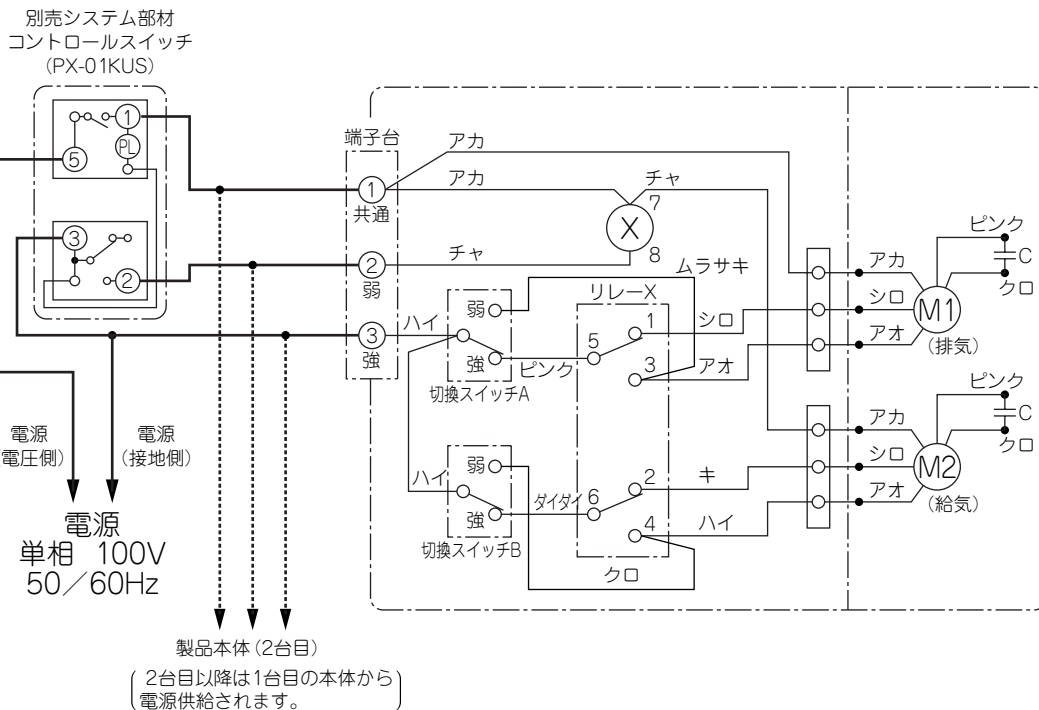 別売システム部材
コントロールスイッチ
(PX-01KUS)
1
PL
5
3
2
端子台
1
共通
2
弱
3
強
アカ
アカ
チャ
7
X
8
チャ
ムラサキ
ハイ
弱
強
切換スイッチA
ピンク
リレーX
1
5
3
シロ
アオ
ハイ
弱
強
切換スイッチB
ダイダイ
6
2
4
キ
ハイ
クロ
アカ
シロ
アオ
ピンク
C
クロ
M1
(排気)
アカ
シロ
アオ
ピンク
C
クロ
M2
(給気)
電源
電圧側)
電源
(接地側)
電源
単相 100V
50/60Hz
製品本体(2台目)
(2台目以降は1台目の本体から)
電源供給されます。